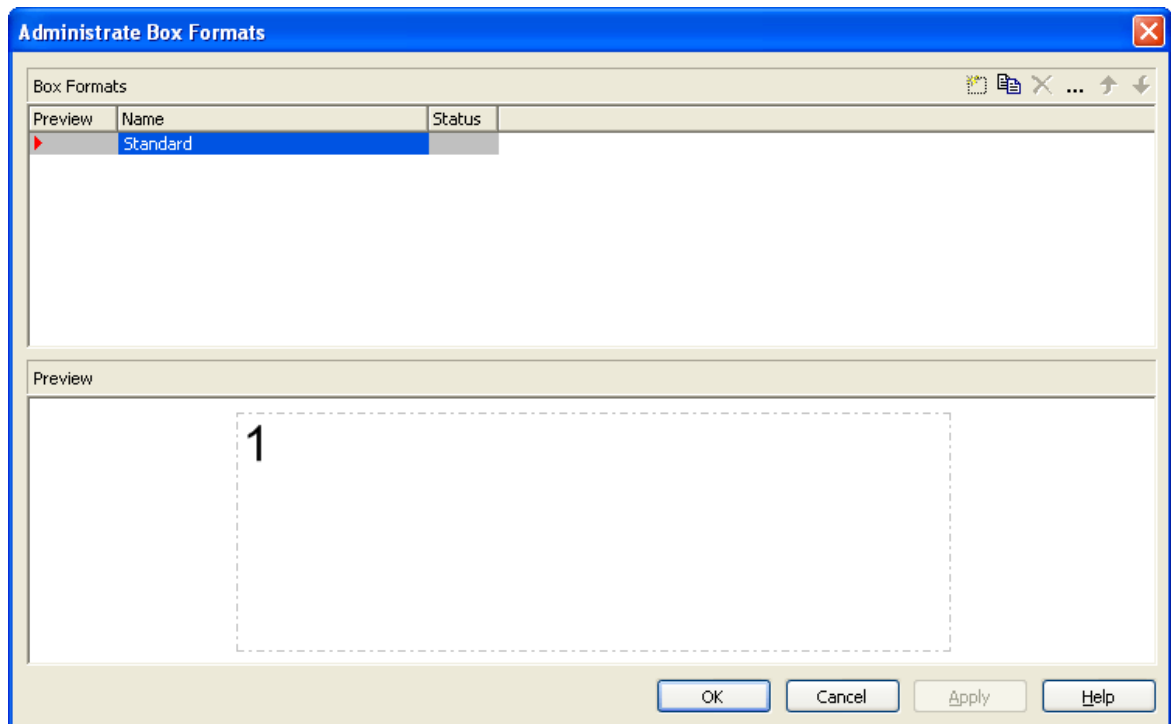 Administrate Box Formats
Box Formats
...
Preview Name Status
Standard
Preview
1
OK Cancel Apply Help